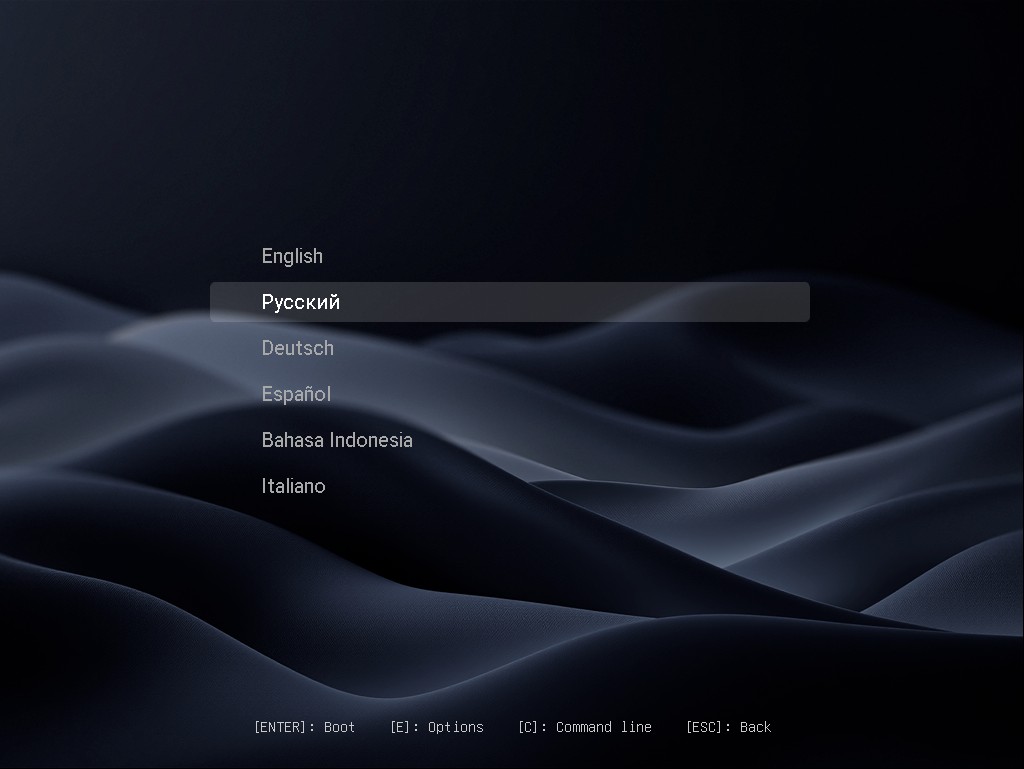 English
Русский
Deutsch
Español
Bahasa Indonesia
Italiano
[ENTER]: Boot [E]: Options [C]: Command line [ESC]: Back